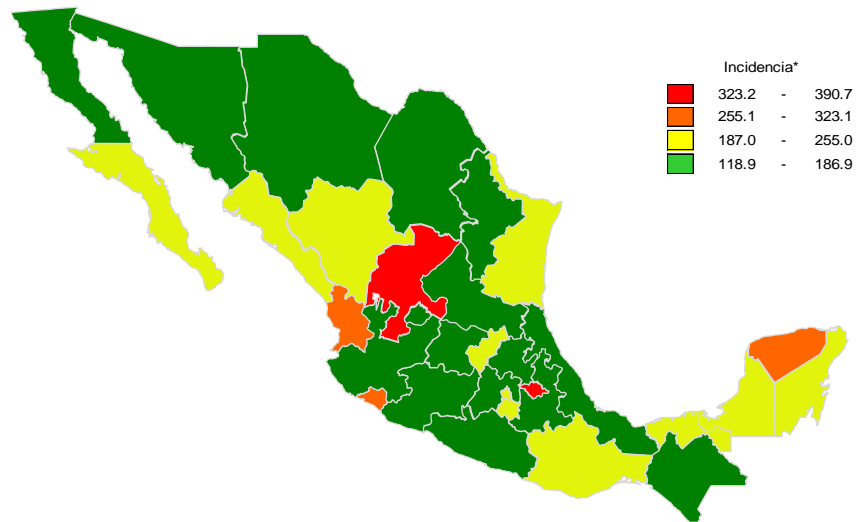 Incidencia*
323.2 - 390.7
255.1 - 323.1
187.0 - 255.0
118.9 - 186.9